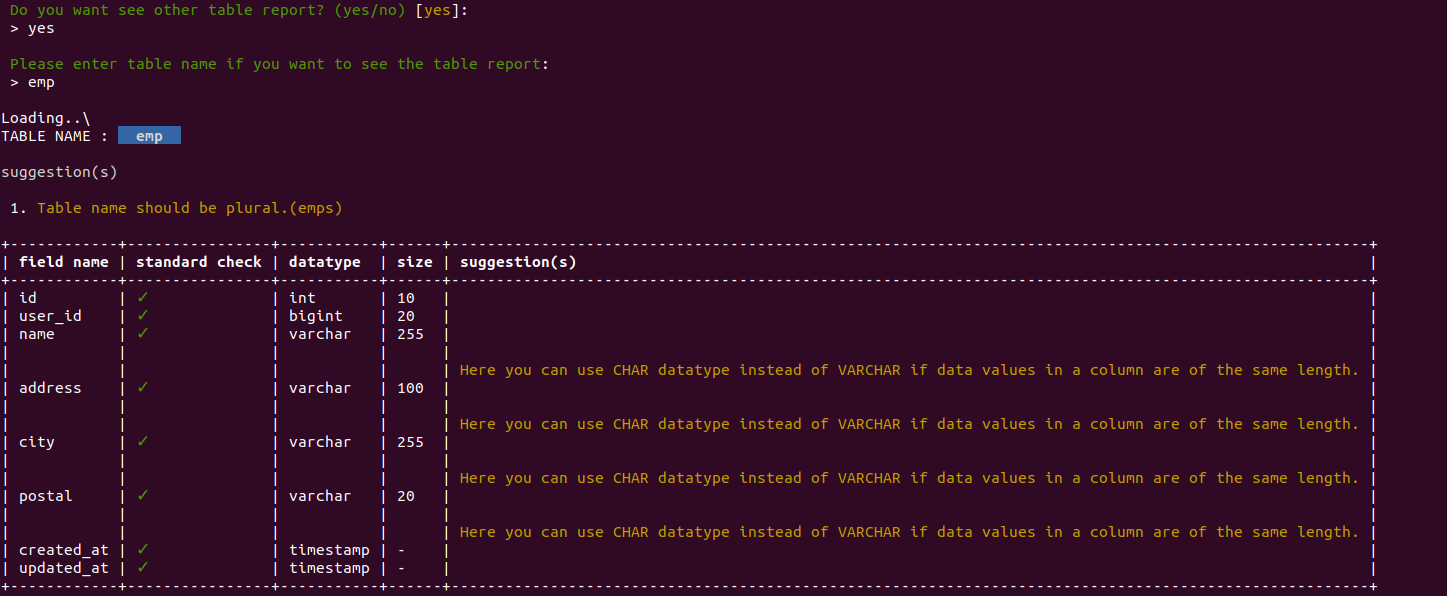 Do you want see other table report? (yes/no) [yes]:
> yes
Please enter table name if you want to see the table report:
> emp
Loading..\
TABLE NAME : emp
suggestion(s)
1. Table name should be plural.(emps)
+------------+----------------+-----------+------+------------------------------------------------------------------------------------------------------+
| field name | standard check | datatype | size | suggestion(s) |
+------------+----------------+-----------+------+------------------------------------------------------------------------------------------------------+
| id | ✓ | int | 10 | |
| user_id | ✓ | bigint | 20 | |
| name | ✓ | varchar | 255 | |
| | | | | |
| | | | | Here you can use CHAR datatype instead of VARCHAR if data values in a column are of the same length. |
| address | ✓ | varchar | 100 | |
| | | | | |
| | | | | Here you can use CHAR datatype instead of VARCHAR if data values in a column are of the same length. |
| city | ✓ | varchar | 255 | |
| | | | | |
| | | | | Here you can use CHAR datatype instead of VARCHAR if data values in a column are of the same length. |
| postal | ✓ | varchar | 20 | |
| | | | | |
| | | | | Here you can use CHAR datatype instead of VARCHAR if data values in a column are of the same length. |
| created_at | ✓ | timestamp | - | |
| updated_at | ✓ | timestamp | - | |
+------------+----------------+-----------+------+------------------------------------------------------------------------------------------------------+